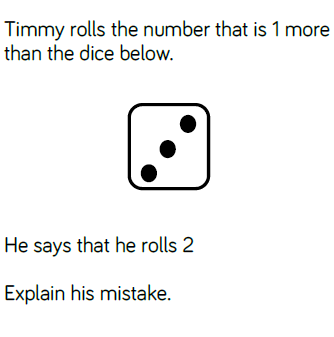 Timmy rolls the number that is 1 more
than the dice below.
He says that he rolls 2
Explain his mistake.